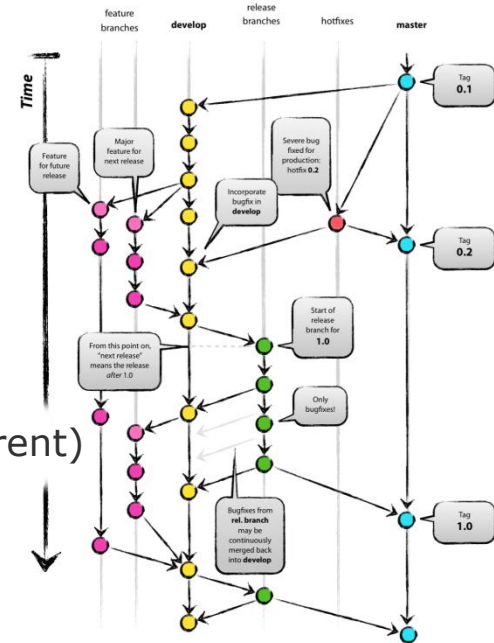 feature
branches
develop
release
branches
hotfixes
master
Time
Tag
0.1
Major
feature for
next release
Feature
for future
release
Severe bug
fixed for
production:
hotfix 0.2
Incorporate
bugfix in
develop
Tag
0.2
Start of
release
branch for
1.0
From this point on,
"next release"
means the release
after 1.0
Only
bugfixes!
rent)
Bugfixes from
rel. branch
may be
continuously
merged back
into develop
Tag
1.0